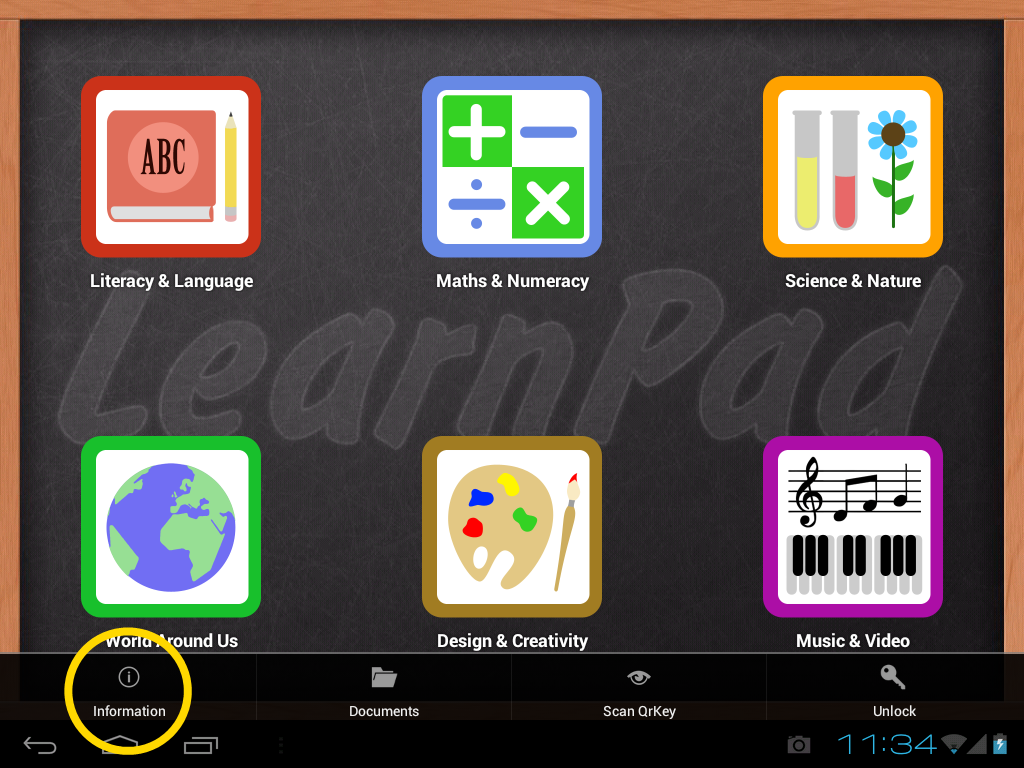 ABC
Literacy & Language
Maths & Numeracy
Science & Nature
LearnPad
World Around Us
Design & Creativity
Music & Video
Information
Documents
Scan QrKey
Unlock
11:34